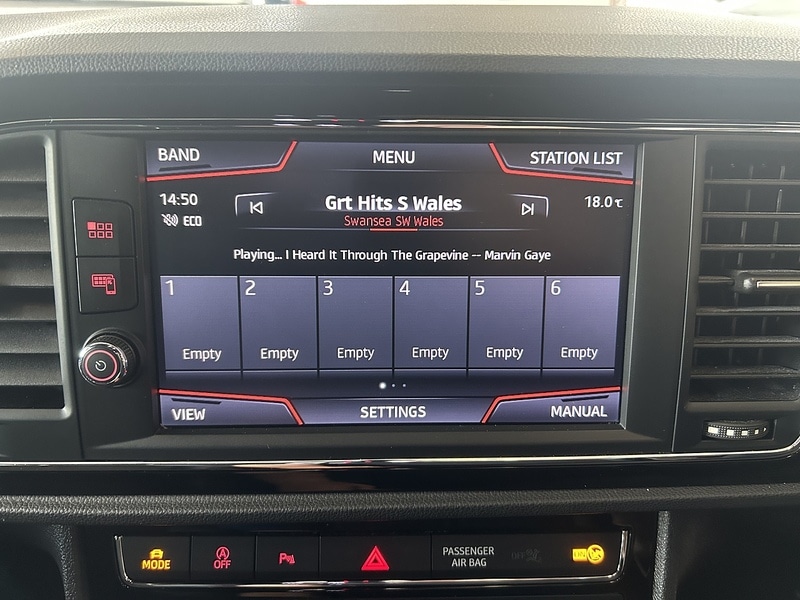 BAND MENU STATION LIST
14:50 Grt Hits S Wales 18.0℃
ECO Swansea SW Wales
Playing... I Heard It Through The Grapevine -- Marvin Gaye
1 2 3 4 5 6
Empty Empty Empty Empty Empty Empty
VIEW SETTINGS MANUAL
MODE A OFF PASSENGER AIR BAG OFF